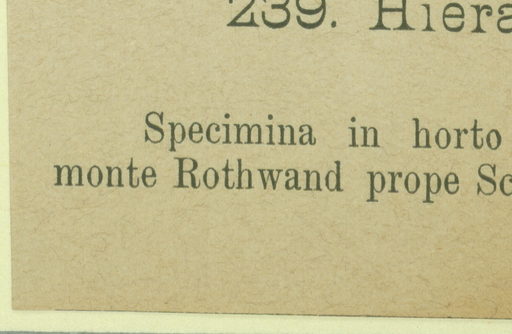 239. Hiera
Specimina in horto
monte Rothwand prope Sc